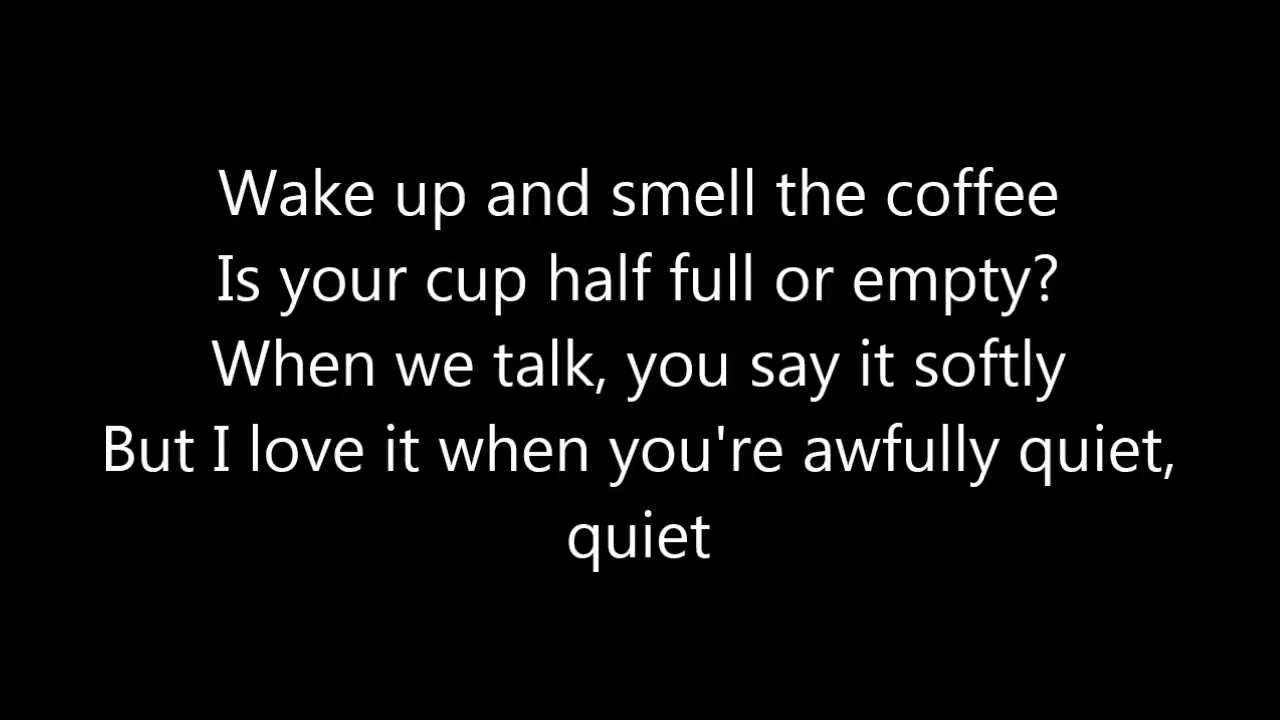 Wake up and smell the coffee
Is your cup half full or empty?
When we talk, you say it softly
But I love it when you're awfully quiet,
quiet